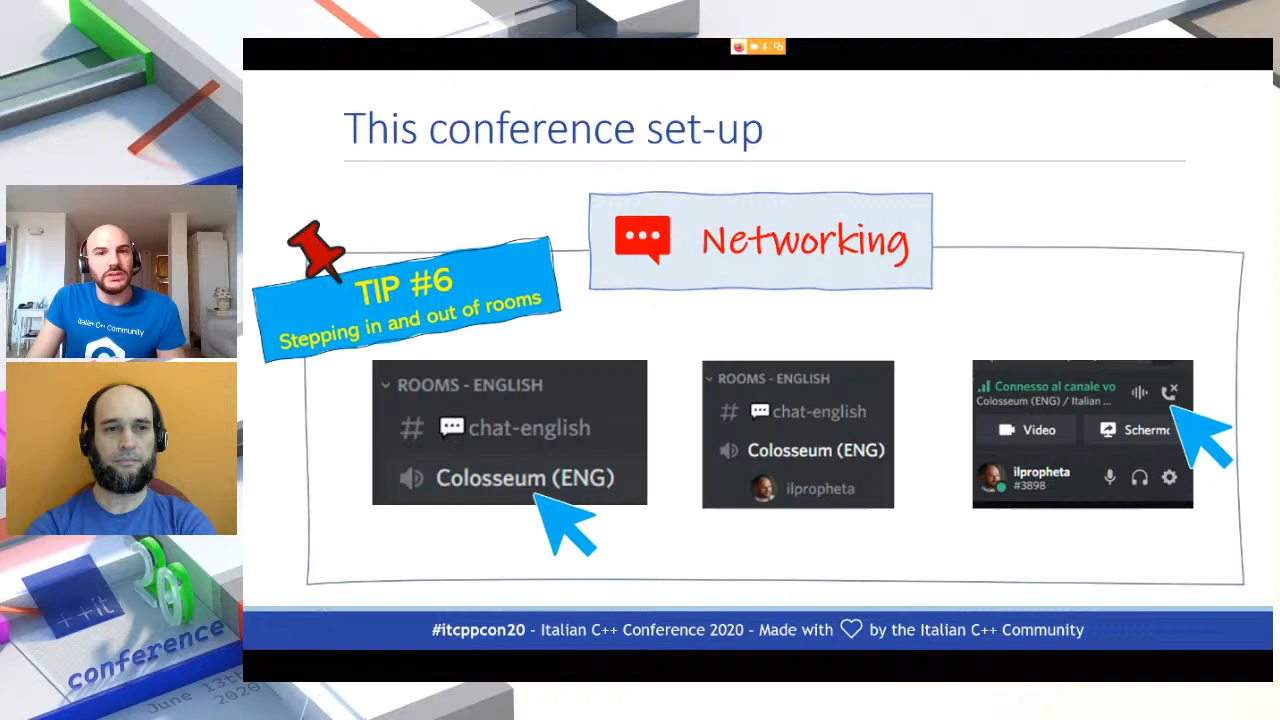 This conference set-up
Networking
TIP #6
Stepping in and out of rooms
ROOMS - ENGLISH
# chat-english
Colosseum (ENG)
ROOMS - ENGLISH
# chat-english
Colosseum (ENG)
ilpropheta
Connesso al canale vo
Colosseum (ENG) / Italian ...
Video
Schermo
ilpropheta
#3898
#itcppcon20 - Italian C++ Conference 2020 - Made with ♡ by the Italian C++ Community
Italian C++ Community
C
++it
20
conference
June 13th
2020